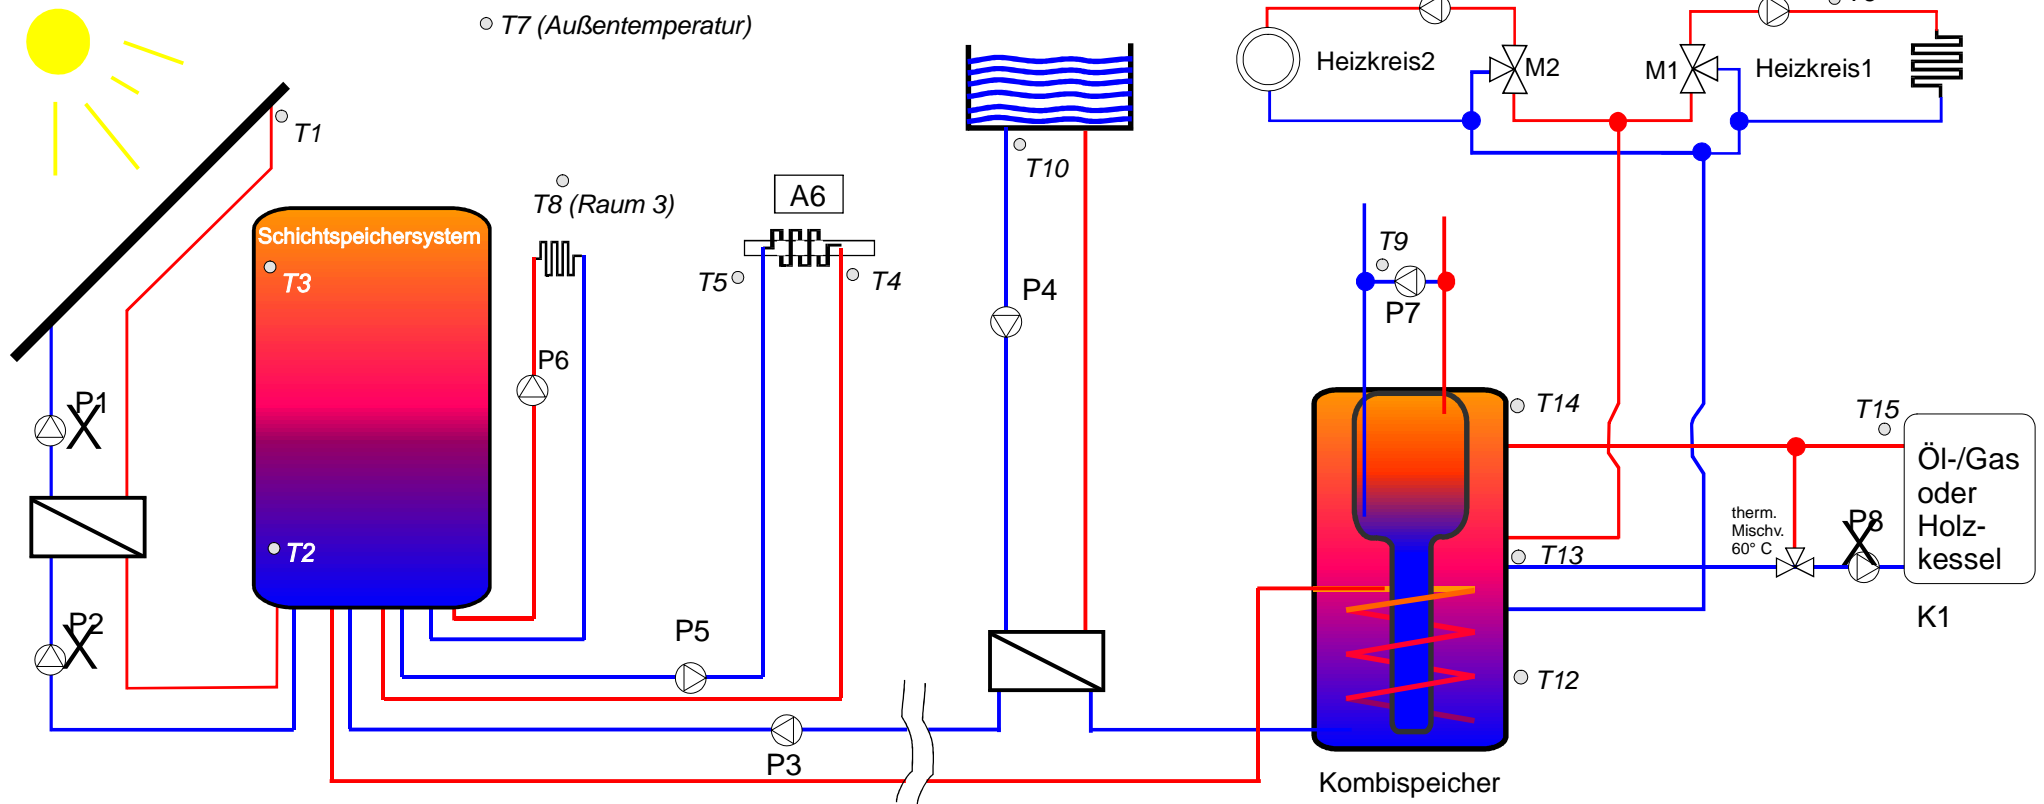 T7 (Außentemperatur)
Heizkreis2
M2
M1
Heizkreis1
T1
T10
T8 (Raum 3)
A6
Schichtspeichersystem
T3
T5
T4
T9
P4
P7
P6
P1
T14
T15
Öl-/Gas
oder
Holz-
kessel
therm.
Mischv.
60° C
P8
T2
T13
K1
P2
P5
T12
P3
Kombispeicher